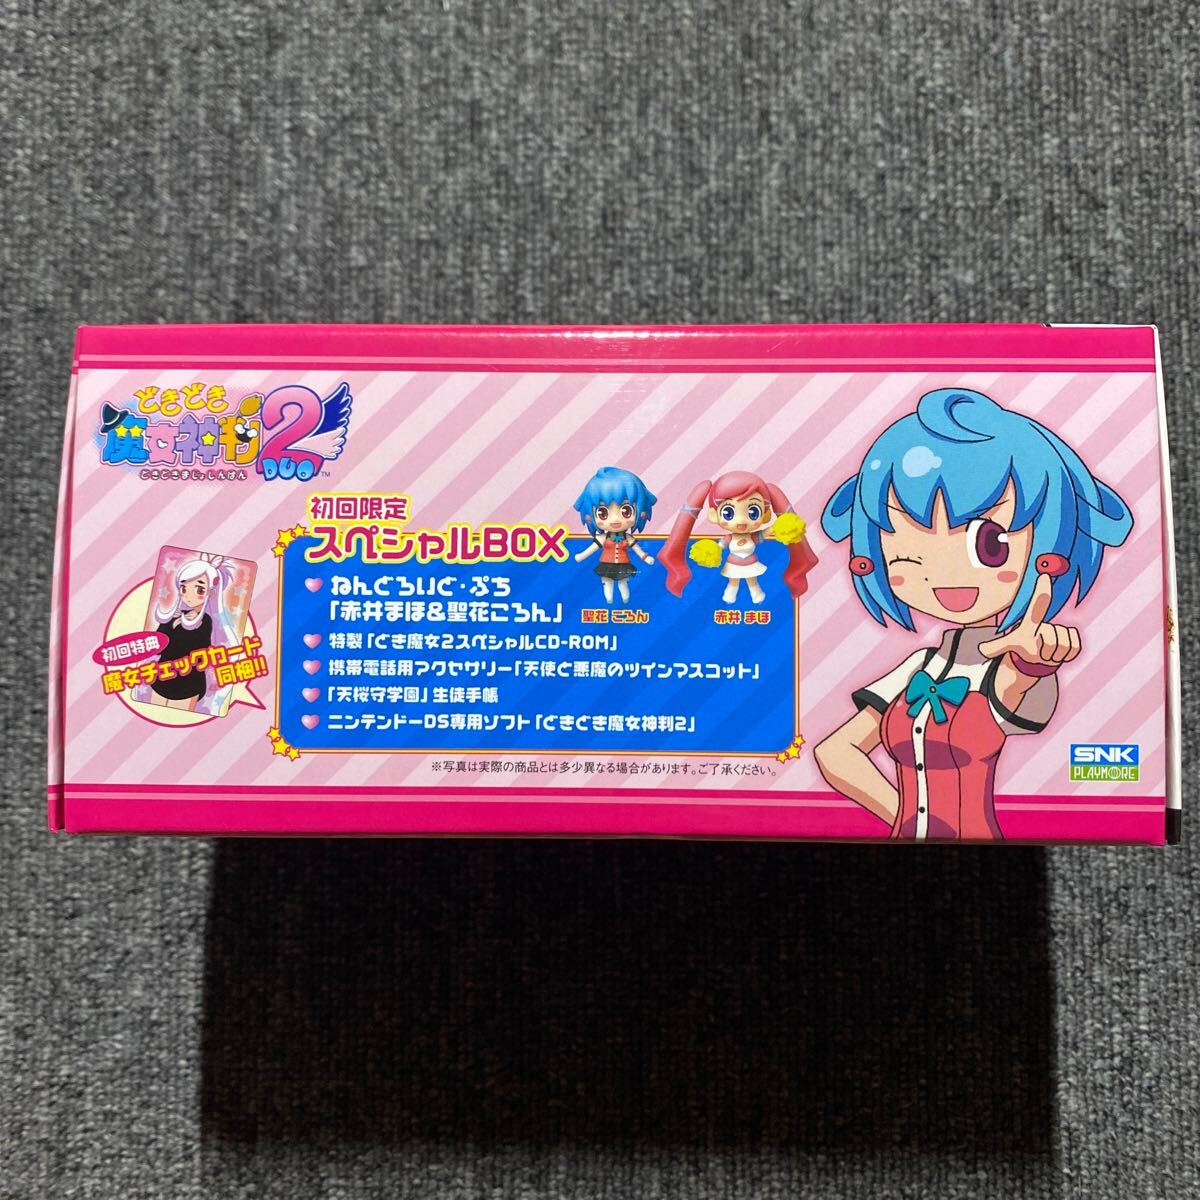 どきどき
魔女神判2
DUO™
どきどきまじょしんぱん
初回限定
スペシャルBOX
ねんどろいど・ぷち
「赤井まほ&聖花ころん」
特製「どき魔女2スペシャルCD-ROM」
携帯電話用アクセサリー「天使と悪魔のツインマスコット」
「天桜守学園」生徒手帳
ニンテンドーDS専用ソフト「どきどき魔女神判2」
聖花 ころん
赤井 まほ
初回特典
魔女チェックカード
同梱!!
※写真は実際の商品とは多少異なる場合があります。ご了承ください。
SNK
PLAYMORE